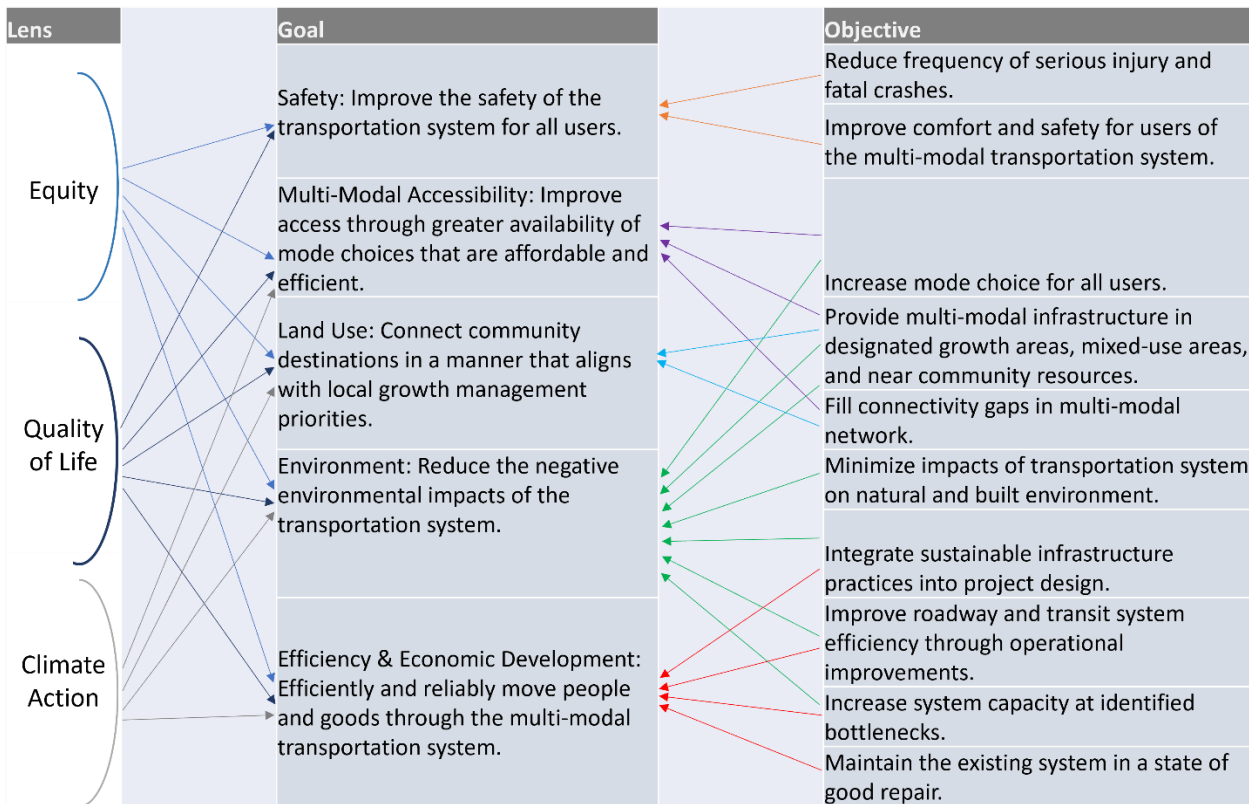 Lens
Goal
Objective
Equity
Quality
of Life
Climate
Action
Safety: Improve the safety of the
transportation system for all users.
Multi-Modal Accessibility: Improve
access through greater availability of
mode choices that are affordable and
efficient.
Land Use: Connect community
destinations in a manner that aligns
with local growth management
priorities.
Environment: Reduce the negative
environmental impacts of the
transportation system.
Efficiency & Economic Development:
Efficiently and reliably move people
and goods through the multi-modal
transportation system.
Reduce frequency of serious injury and
fatal crashes.
Improve comfort and safety for users of
the multi-modal transportation system.
Increase mode choice for all users.
Provide multi-modal infrastructure in
designated growth areas, mixed-use areas,
and near community resources.
Fill connectivity gaps in multi-modal
network.
Minimize impacts of transportation system
on natural and built environment.
Integrate sustainable infrastructure
practices into project design.
Improve roadway and transit system
efficiency through operational
improvements.
Increase system capacity at identified
bottlenecks.
Maintain the existing system in a state of
good repair.